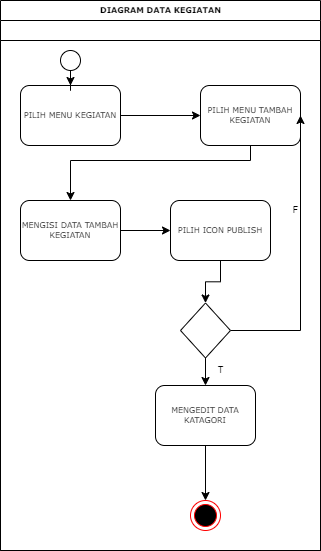 DIAGRAM DATA KEGIATAN
PILIH MENU KEGIATAN
PILIH MENU TAMBAH
KEGIATAN
MENGISI DATA TAMBAH
KEGIATAN
PILIH ICON PUBLISH
F
T
MENGEDIT DATA
KATAGORI